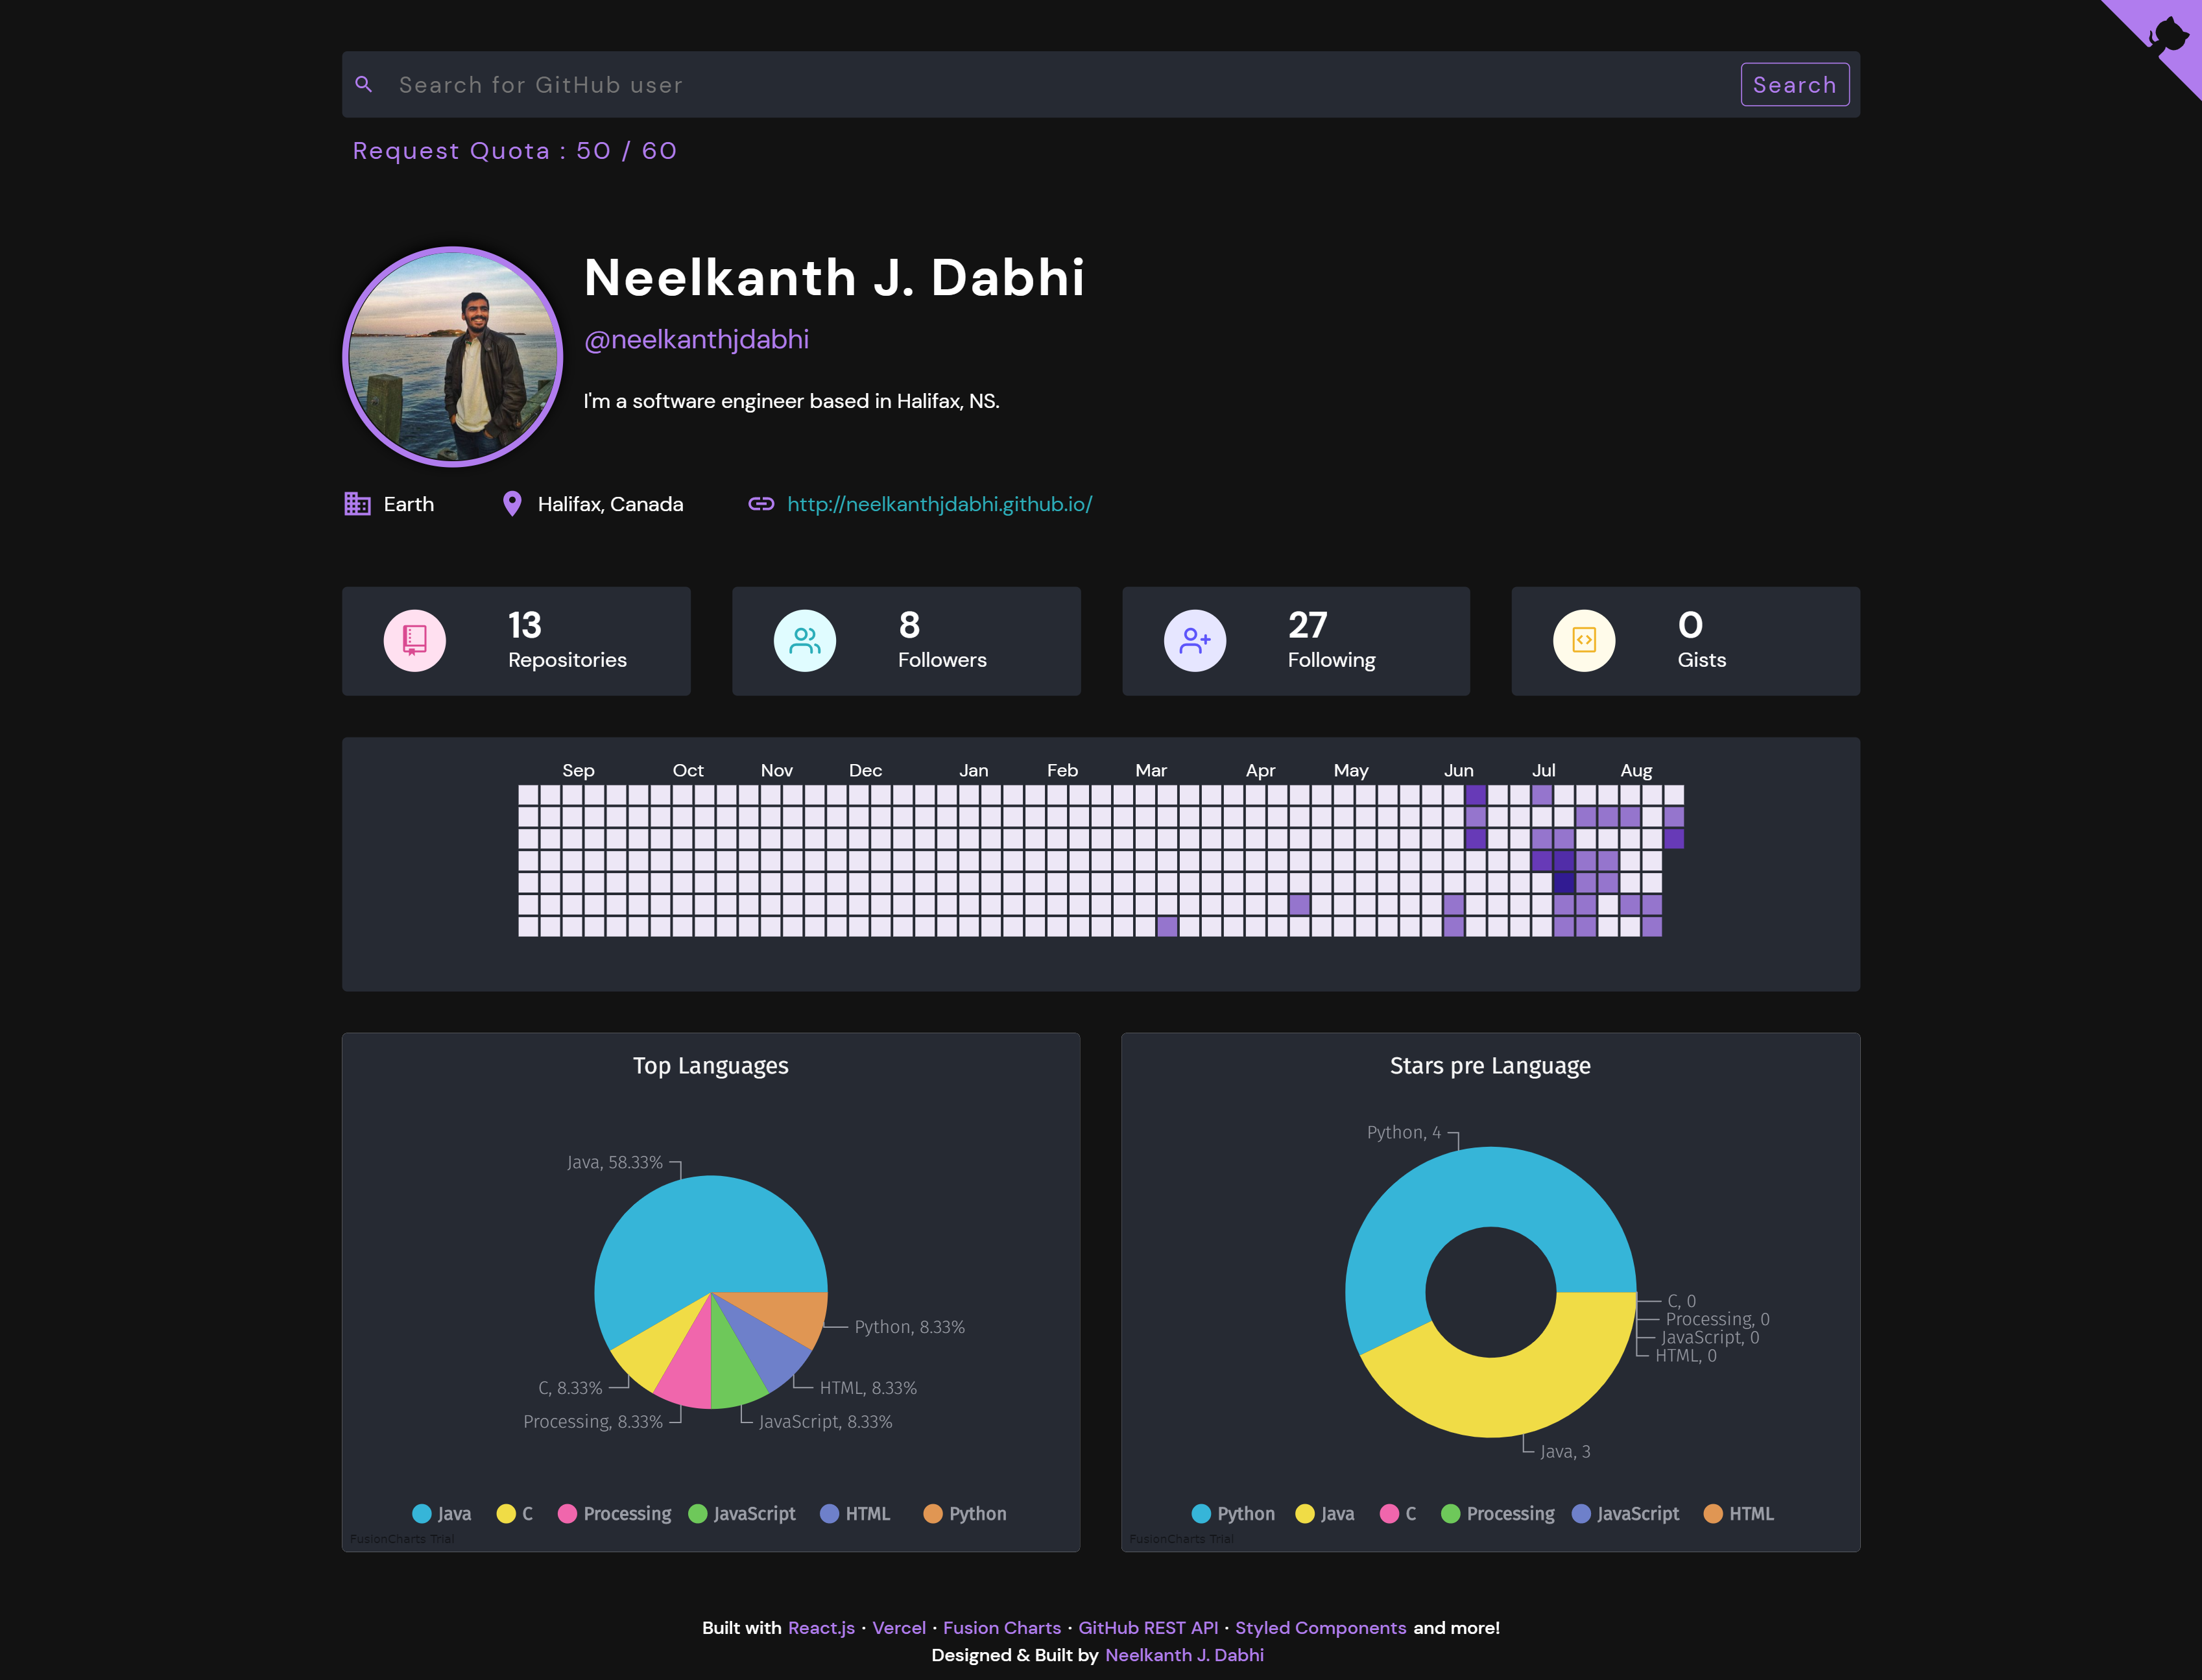 Search for GitHub user
Search
Request Quota : 50 / 60
Neelkanth J. Dabhi
@neelkanthjdabhi
I'm a software engineer based in Halifax, NS.
Earth
Halifax, Canada
http://neelkanthjdabhi.github.io/
13
Repositories
8
Followers
27
Following
0
Gists
Sep Oct Nov Dec Jan Feb Mar Apr May Jun Jul Aug
Top Languages
Java, 58.33%
Python, 8.33%
C, 8.33%
HTML, 8.33%
Processing, 8.33%
JavaScript, 8.33%
Java C Processing JavaScript HTML Python
FusionCharts Trial
Stars pre Language
Python, 4
C, 0
Processing, 0
JavaScript, 0
HTML, 0
Java, 3
Python Java C Processing JavaScript HTML
FusionCharts Trial
Built with React.js · Vercel · Fusion Charts · GitHub REST API · Styled Components and more!
Designed & Built by Neelkanth J. Dabhi